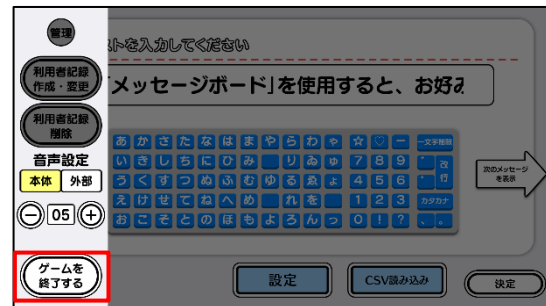 管理
利用者記録
作成・変更
利用者記録
削除
音声設定
本体 外部
05
ゲームを
終了する
ストを入力してください
「メッセージボード」を使用すると、お好み
あ か さ た な は ま や ら わ ゃ ☆ ♡ ー 一文字削除
い き し ち に ひ み り ゐ ゅ 7 8 9 ゛ 改行
う く す つ ぬ ふ む ゆ る ゑ ょ 4 5 6 ゜
え け せ て ね へ め れ を 1 2 3 カタカナ
お こ そ と の ほ も よ ろ ん っ 0 ! ? 、 。
次のメッセージ
を表示
設定
CSV読み込み
決定